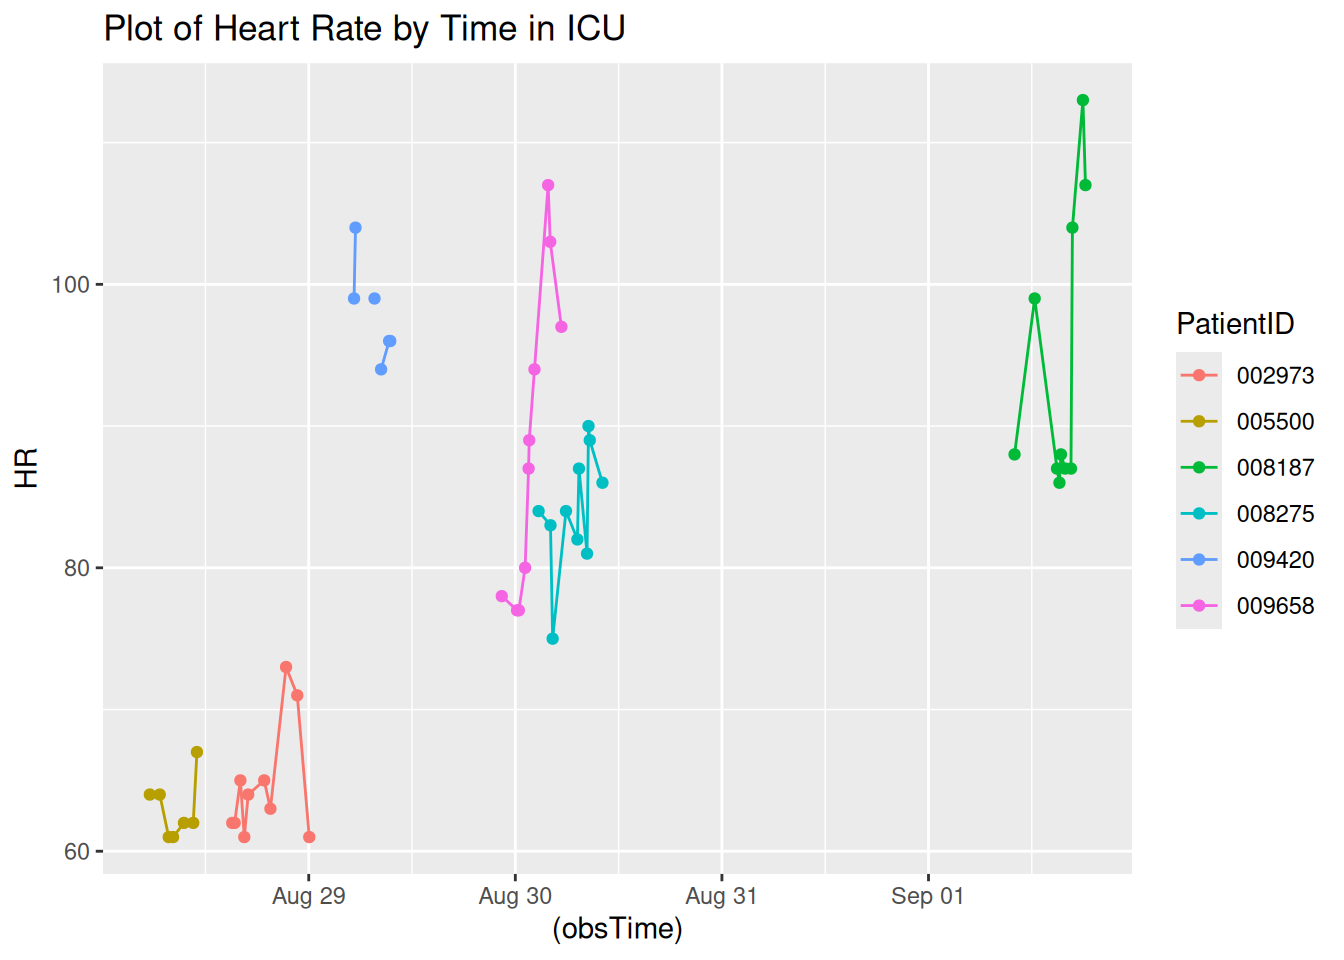 Plot of Heart Rate by Time in ICU
HR
100
80
60
Aug 29
Aug 30
Aug 31
Sep 01
(obsTime)
PatientID
002973
005500
008187
008275
009420
009658